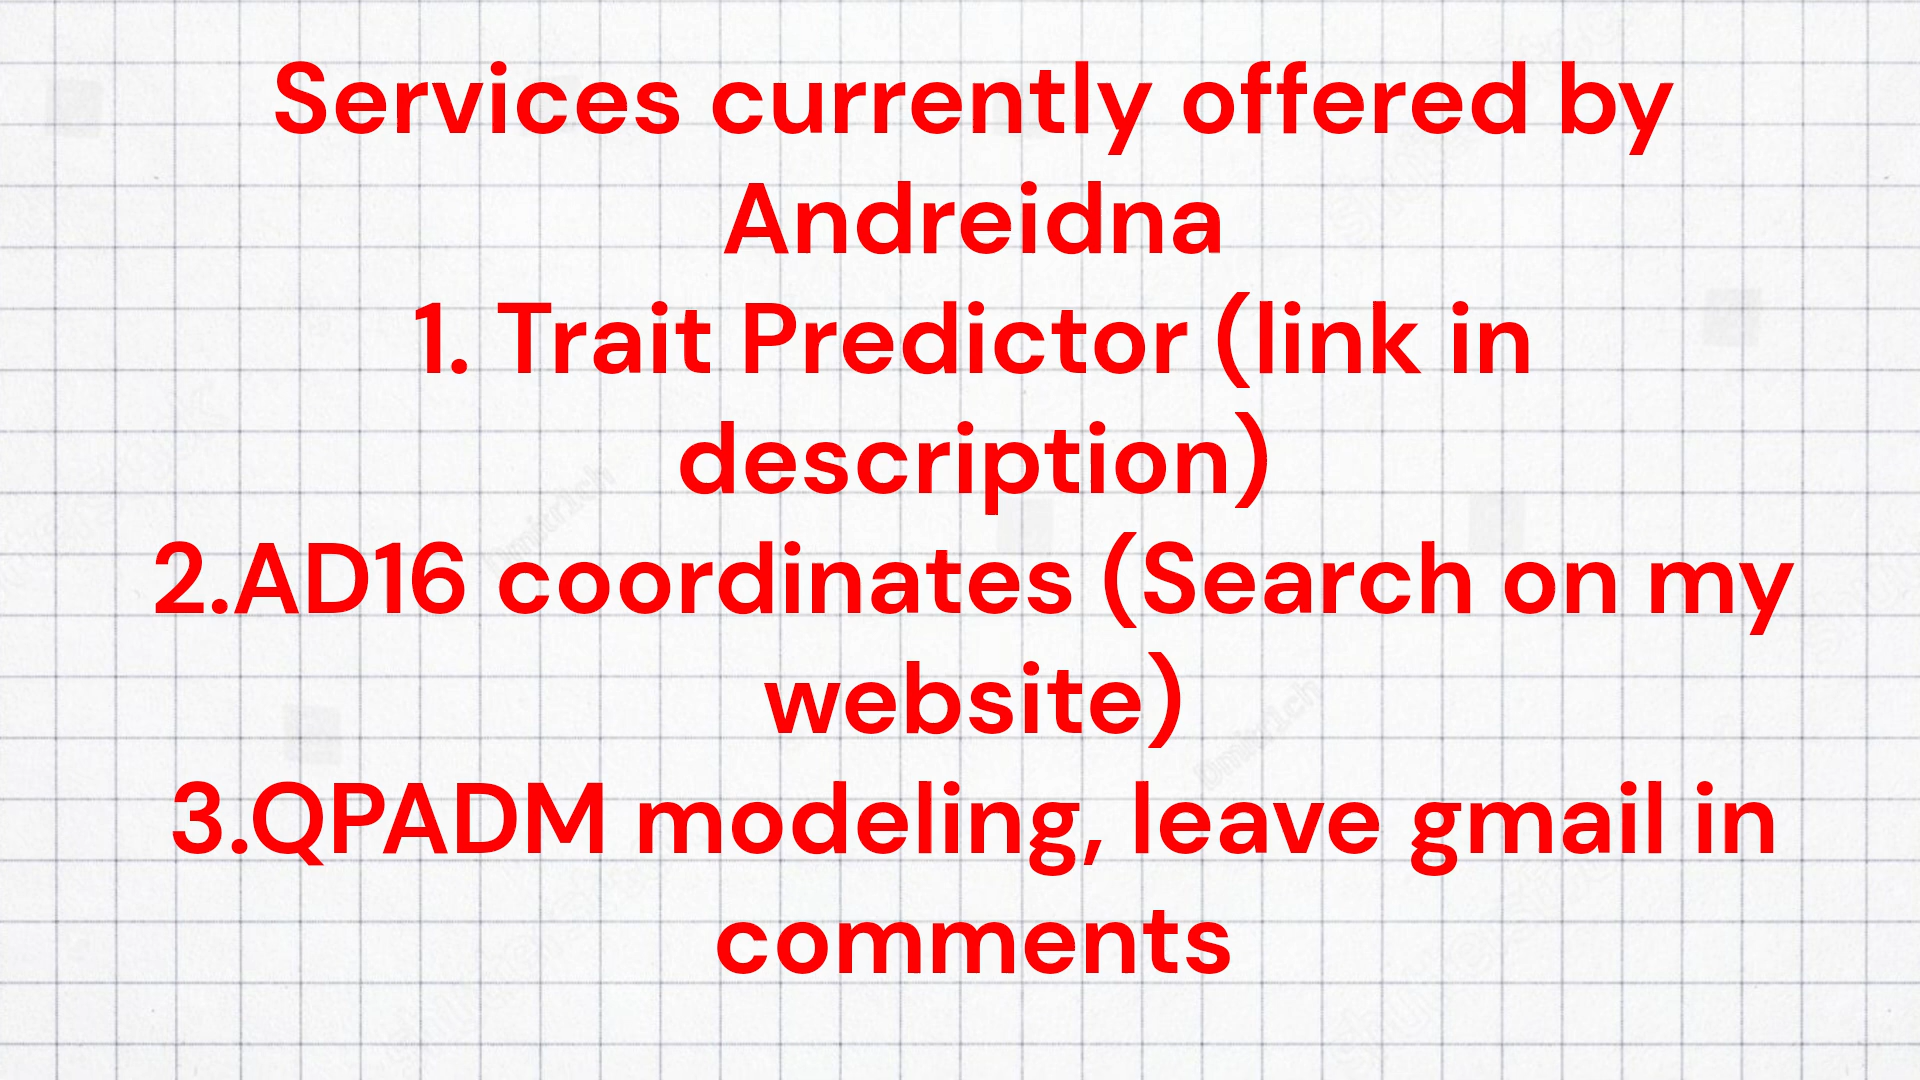 Services currently offered by
Andreidna
1. Trait Predictor (link in
description)
2.AD16 coordinates (Search on my
website)
3.QPADM modeling, leave gmail in
comments